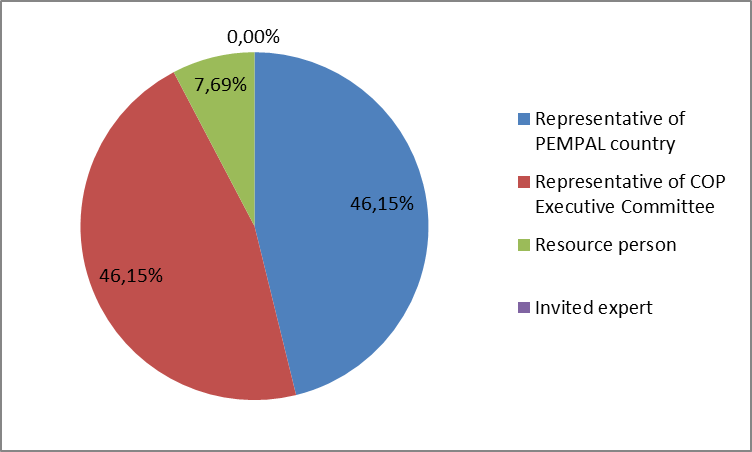 0,00%
7,69%
46,15%
46,15%
Representative of
PEMPAL country
Representative of COP
Executive Committee
Resource person
Invited expert